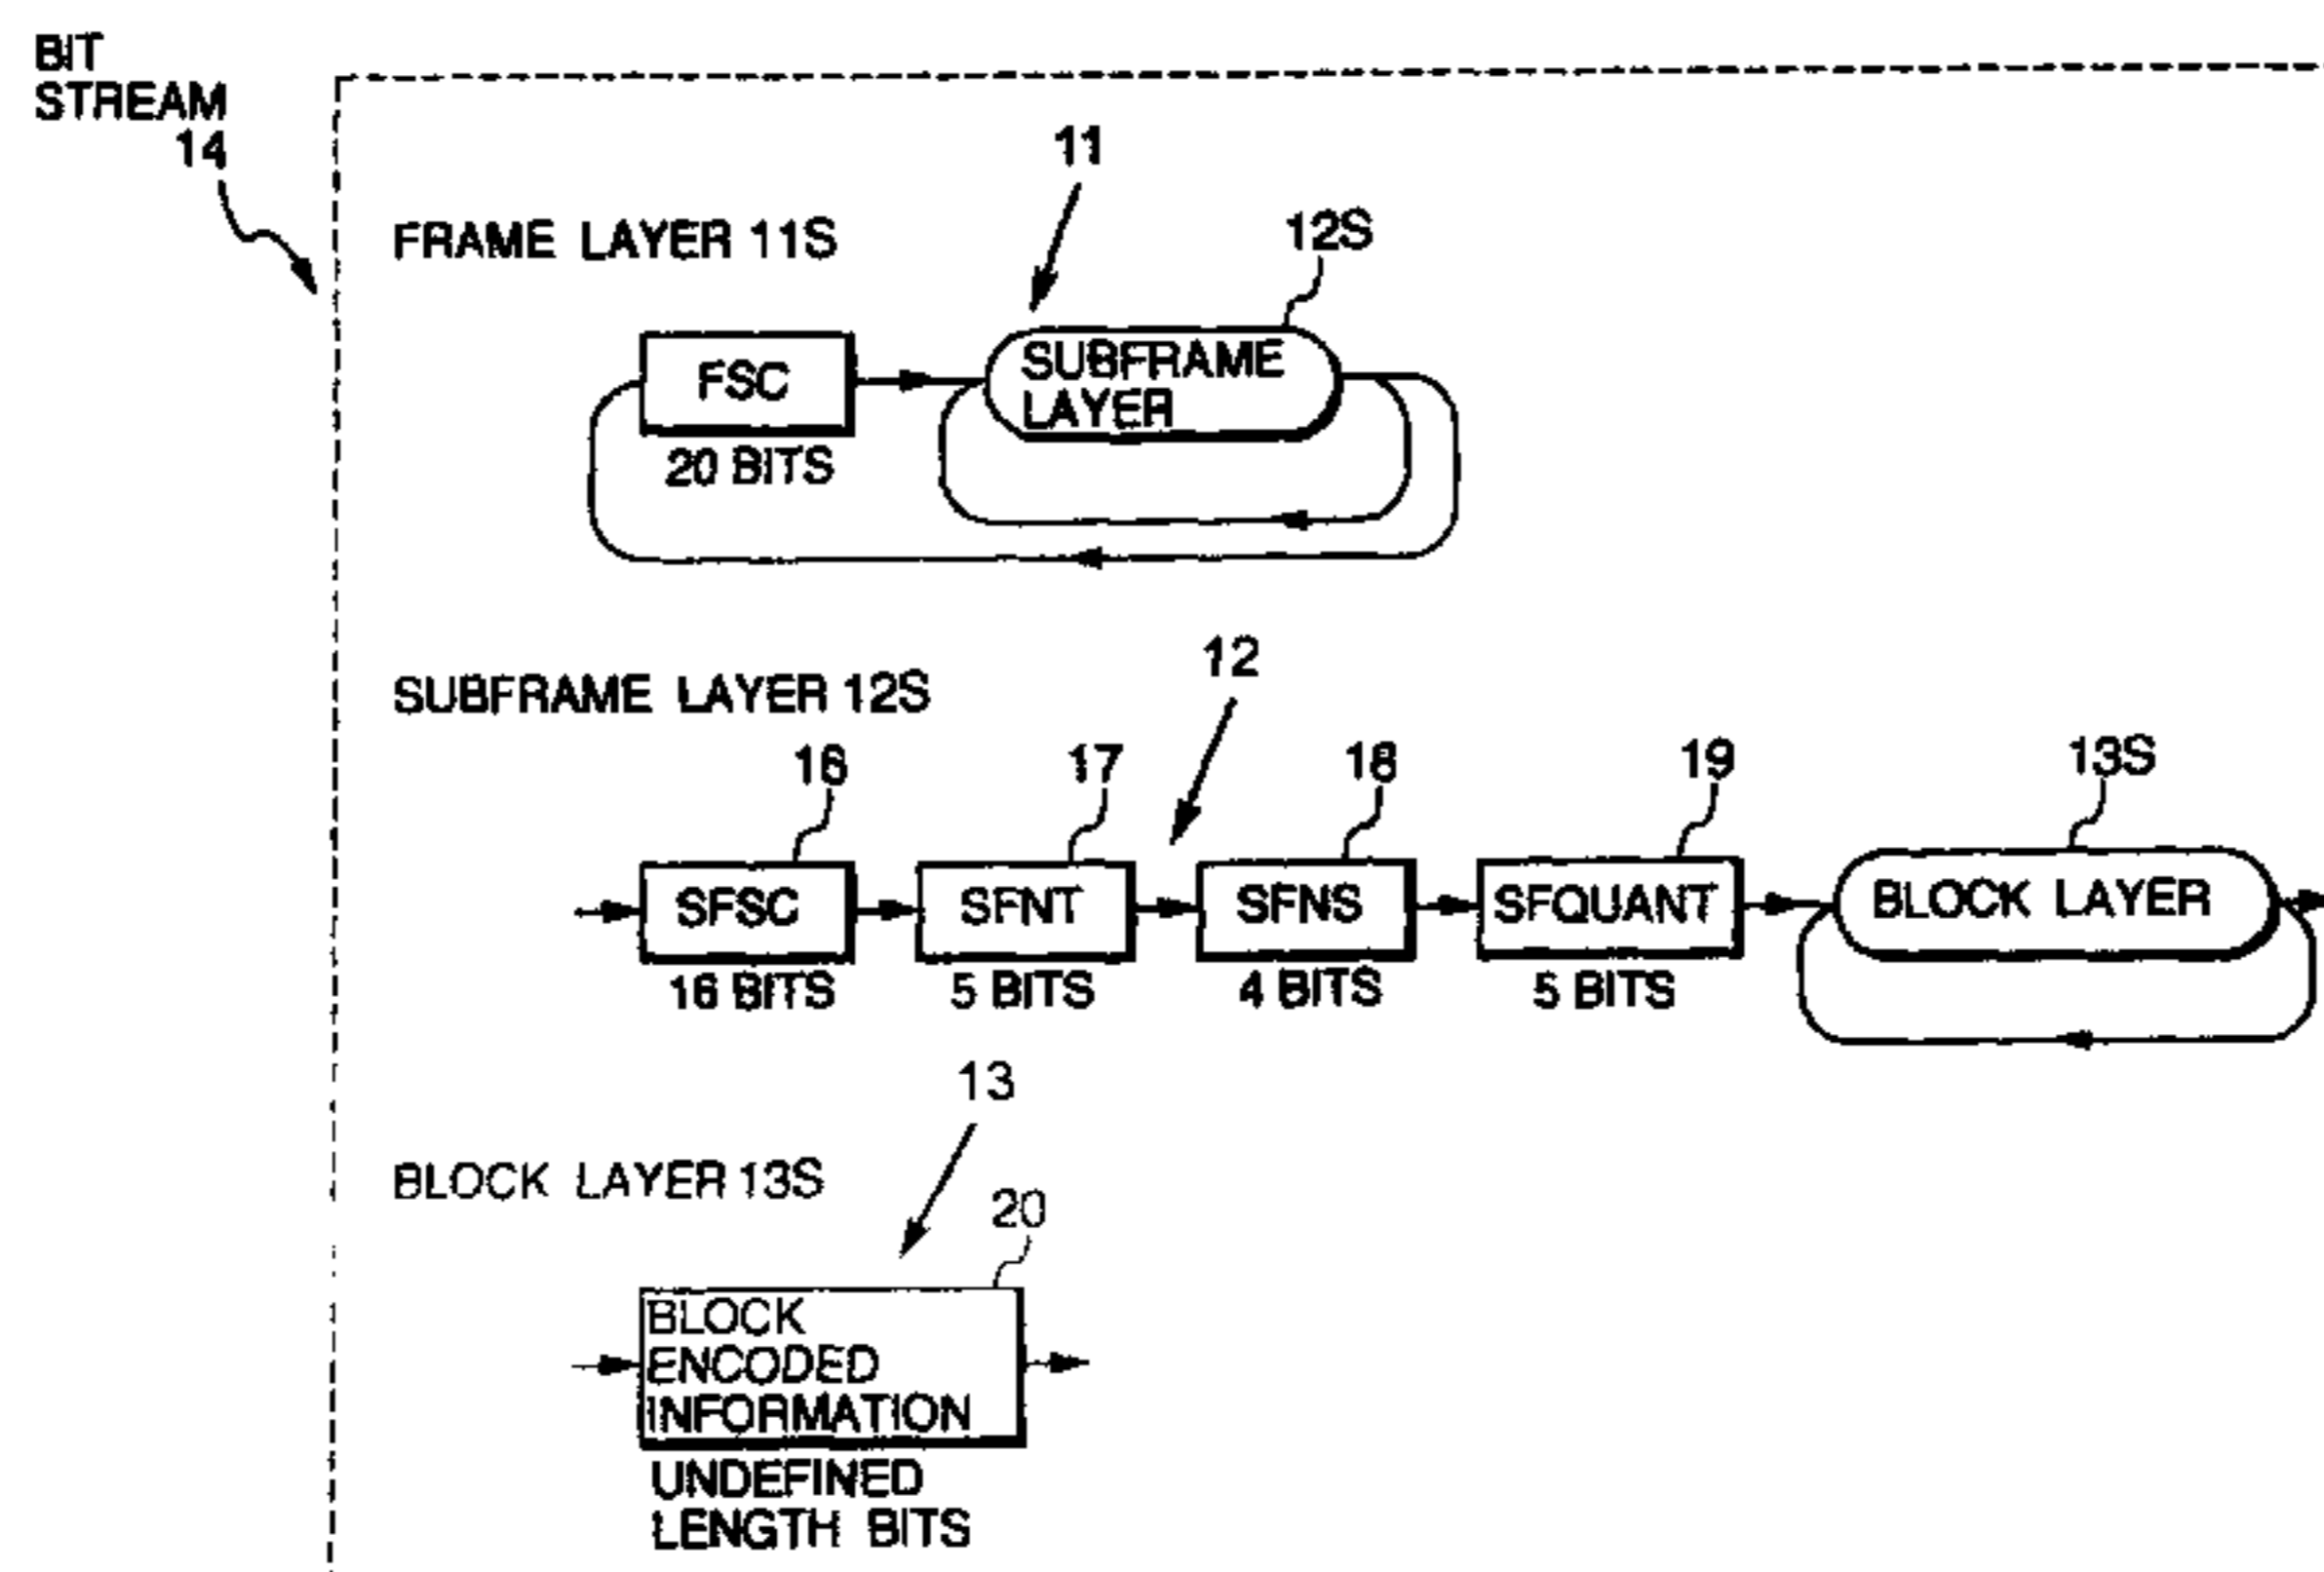 BIT
STREAM
14
11
FRAME LAYER 11S
12S
FSC
SUBFRAME
LAYER
20 BITS
12
SUBFRAME LAYER 12S
16
17
18
19
13S
SFSC
SFNT
SFNS
SFQUANT
BLOCK LAYER
16 BITS
5 BITS
4 BITS
5 BITS
13
BLOCK LAYER 13S
20
BLOCK
ENCODED
INFORMATION
UNDEFINED
LENGTH BITS